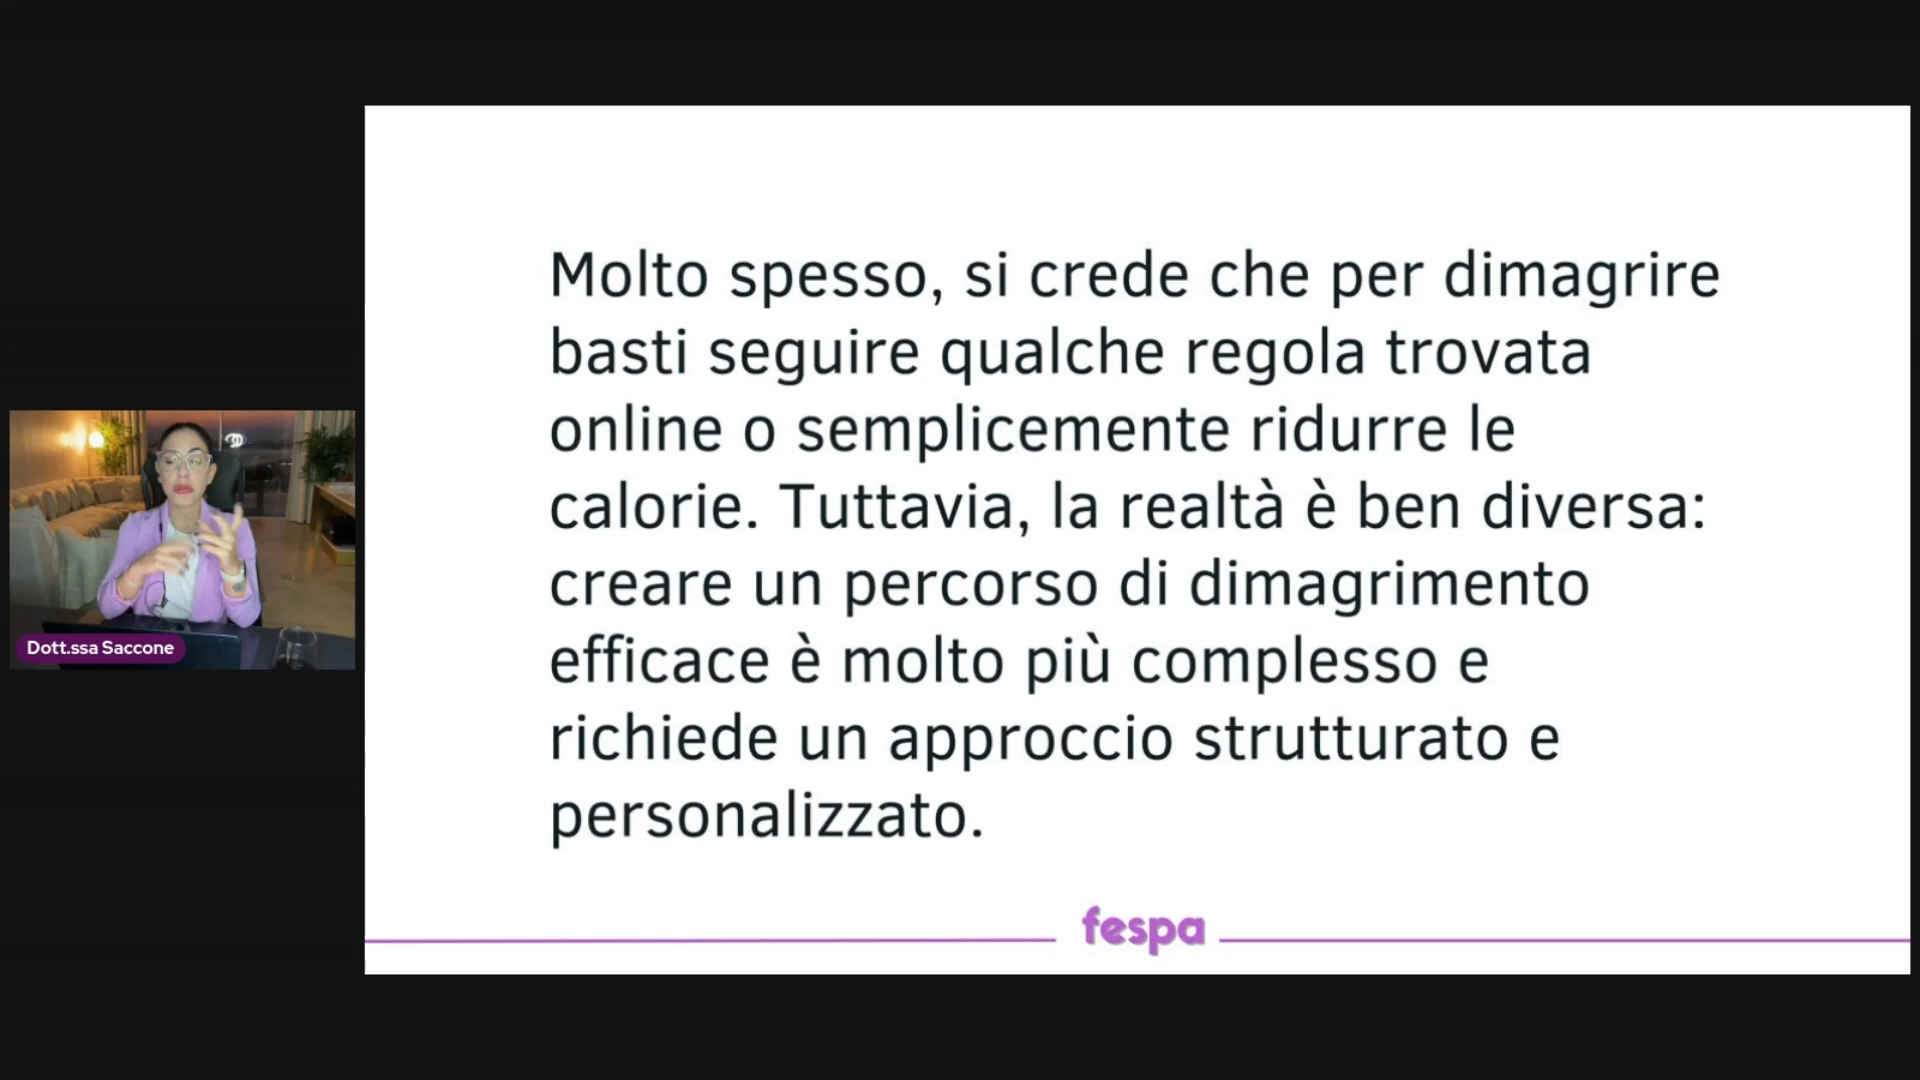 Molto spesso, si crede che per dimagrire
basti seguire qualche regola trovata
online o semplicemente ridurre le
calorie. Tuttavia, la realtà è ben diversa:
creare un percorso di dimagrimento
efficace è molto più complesso e
richiede un approccio strutturato e
personalizzato.
Dott.ssa Saccone
fespa